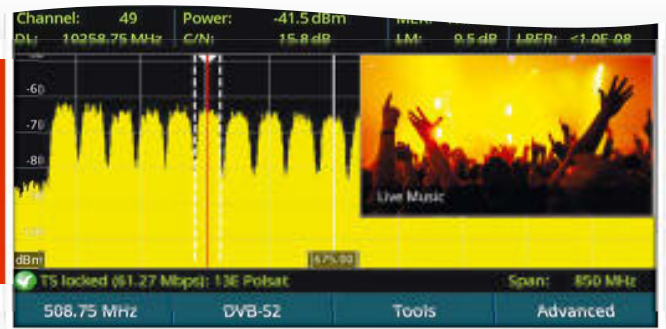 Channel: 49 Power: -41.5 dBm
DL: 10258.75 MHz C/N: 15.8 dB LM: 9.5 dB LBER: <1.0E-08
-60
-70
-80
Live Music
dBm
675.00
TS locked (61.27 Mbps): 13E Polsat Span: 850 MHz
508.75 MHz DVB-S2 Tools Advanced